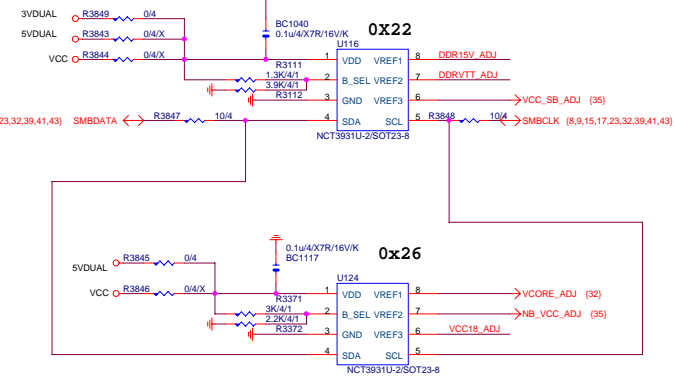 3VDUAL R3849 0/4
BC1040
0.1u/4/X7R/16V/K
0X22
5VDUAL R3843 0/4/X
U116
VCC R3844 0/4/X
R3111
1 VDD VREF1 8 DDR15V_ADJ
1.3K/4/1
2 B_SEL VREF2 7 DDRVTT_ADJ
3.9K/4/1
R3112
3 GND VREF3 6 VCC_SB_ADJ {35}
23,32,39,41,43} SMBDATA R3847 10/4
4 SDA SCL 5 R3848 10/4 SMBCLK {8,9,15,17,23,32,39,41,43}
NCT3931U-2/SOT23-8
0.1u/4/X7R/16V/K
BC1117
0x26
5VDUAL R3845 0/4
U124
VCC R3846 0/4/X
R3371
1 VDD VREF1 8 VCORE_ADJ {32}
3K/4/1
2 B_SEL VREF2 7 NB_VCC_ADJ {35}
2.2K/4/1
R3372
3 GND VREF3 6 VCC18_ADJ
4 SDA SCL 5
NCT3931U-2/SOT23-8